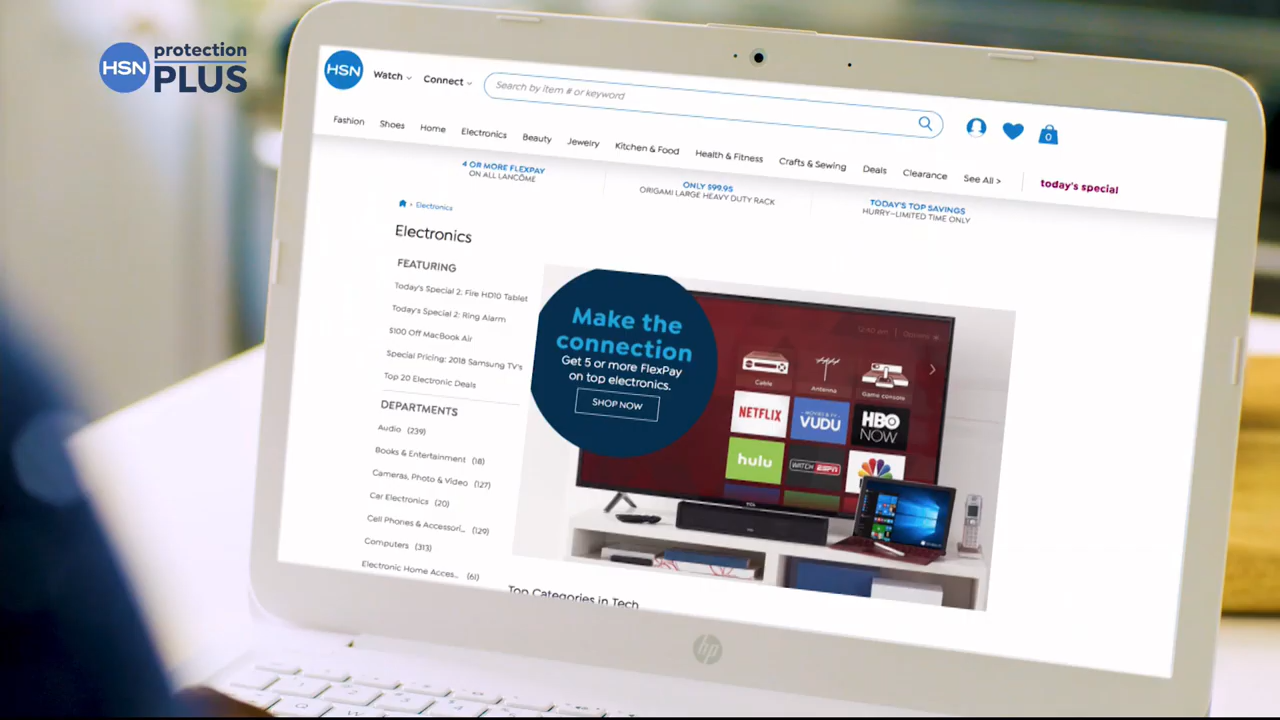 HSN protection
PLUS
HSN Watch Connect Search by item # or keyword 0
Fashion Shoes Home Electronics Beauty Jewelry Kitchen & Food Health & Fitness Crafts & Sewing Deals Clearance See All > today's special
4 OR MORE FLEXPAY
ON ALL LANCÔME
ONLY $99.95
ORIGAMI LARGE HEAVY DUTY RACK
TODAY'S TOP SAVINGS
HURRY—LIMITED TIME ONLY
Electronics
Electronics
FEATURING
Today's Special 2: Fire HD10 Tablet
Today's Special 2: Ring Alarm
$100 Off MacBook Air
Special Pricing: 2018 Samsung TV's
Top 20 Electronic Deals
DEPARTMENTS
Audio (239)
Books & Entertainment (18)
Cameras, Photo & Video (127)
Car Electronics (20)
Cell Phones & Accessori... (129)
Computers (313)
Electronic Home Acces... (61)
Make the
connection
Get 5 or more FlexPay
on top electronics.
SHOP NOW
Cable Antenna Game console
NETFLIX
MOVIES & TV
VUDU
HBO
NOW
hulu
WATCH ESPN
TCL
Top Categories in Tech
hp
Q W